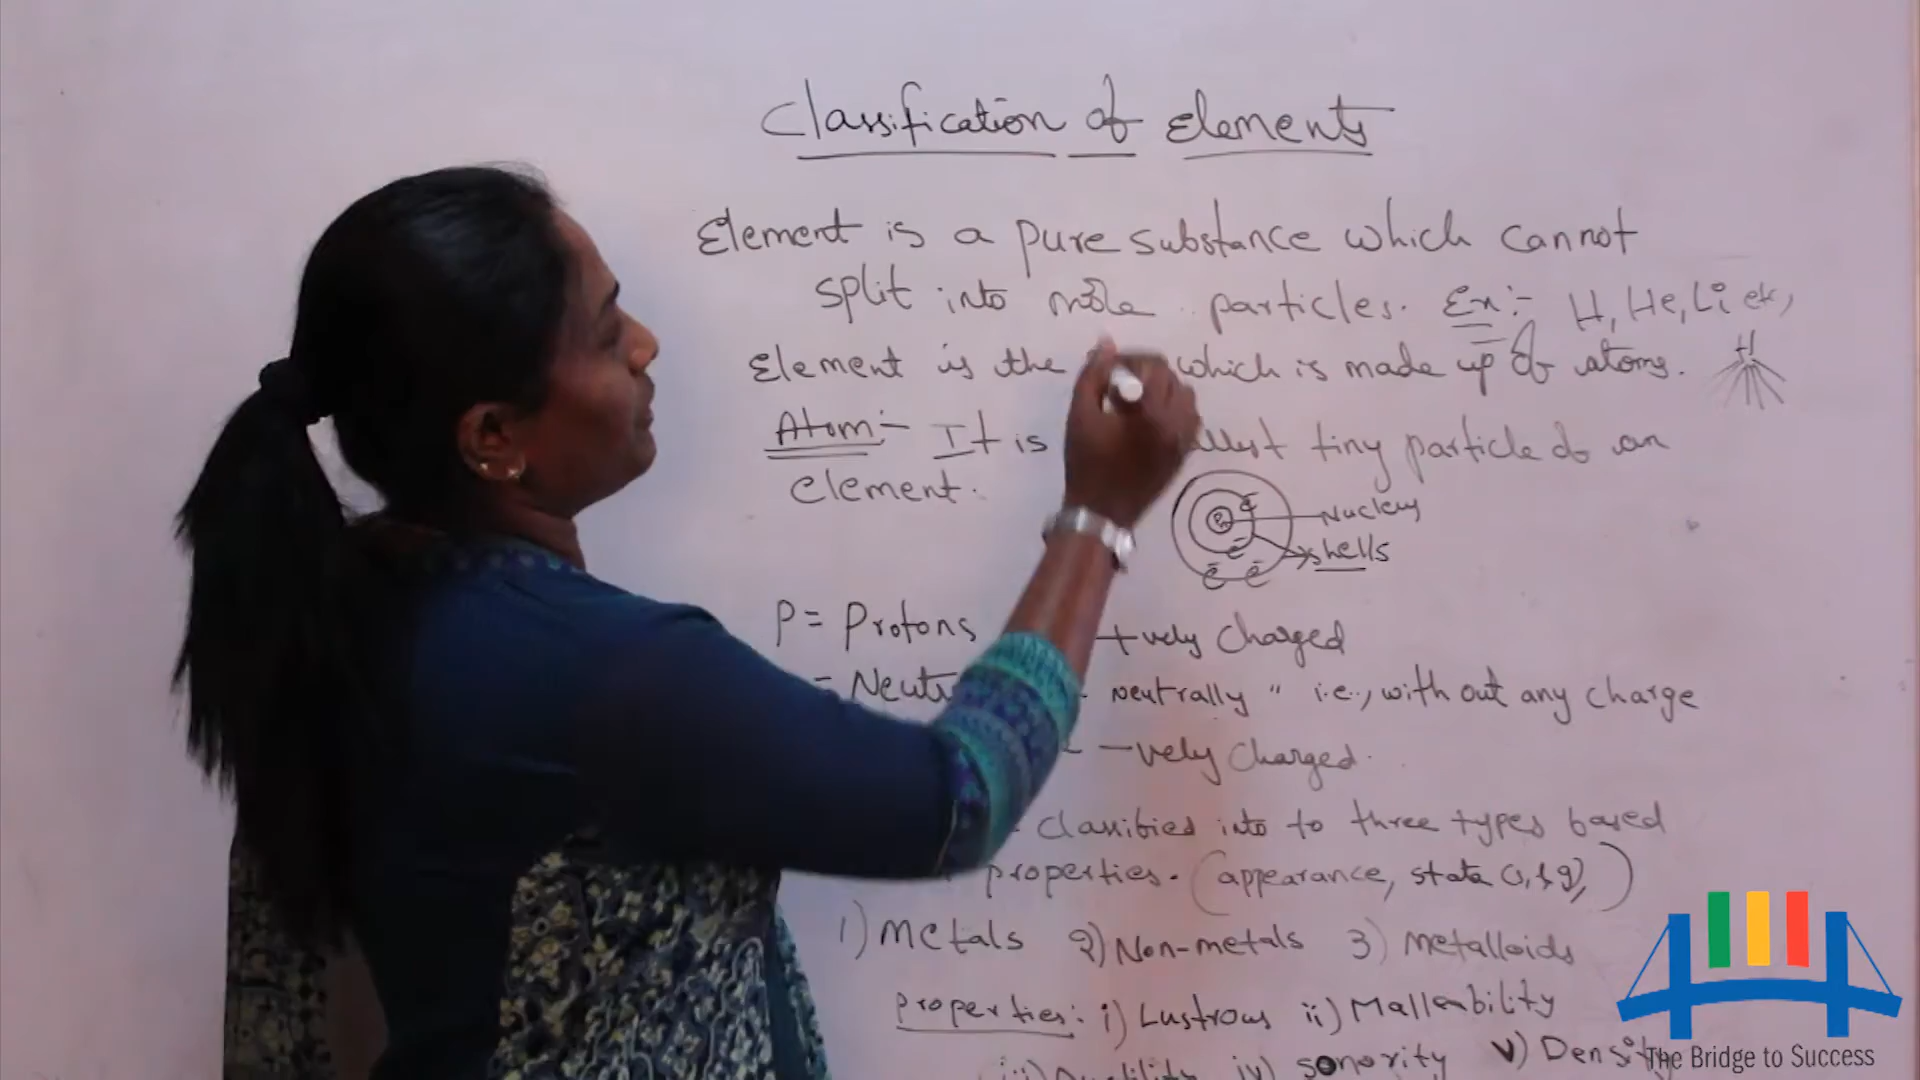 Classification of Elements
Element is a pure substance which cannot
split into more particles. Ex:- H, He, Li etc,
Element is the which is made up of atoms. H
Atom:- It is tiny particle of an
element.
Nucleus
shells
P = Protons +vely Charged
= neutrally " i.e., with out any charge
-vely Charged.
classified into to three types based
properties. (appearance, state (s, l, g),)
1) Metals 2) Non-metals 3) Metalloids
Properties: i) Lustrous ii) Malleability
iv) sonority v) Density
The Bridge to Success